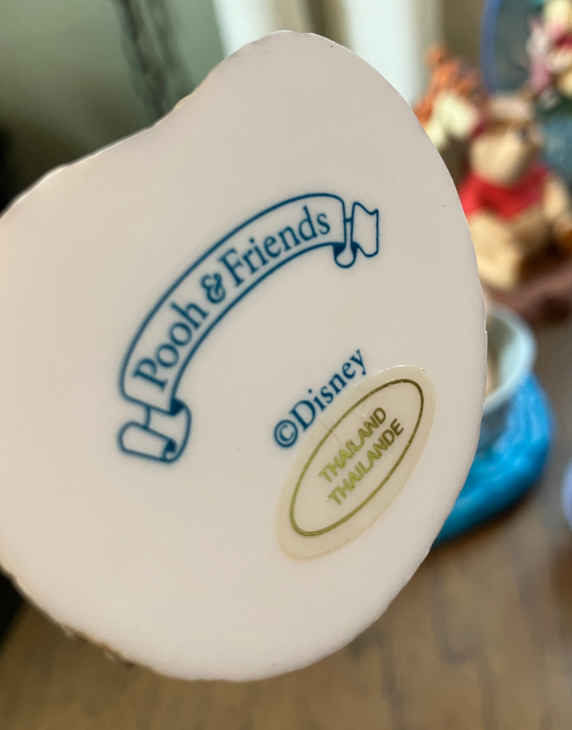 Pooh & Friends
©Disney
THAILAND
THAILANDE